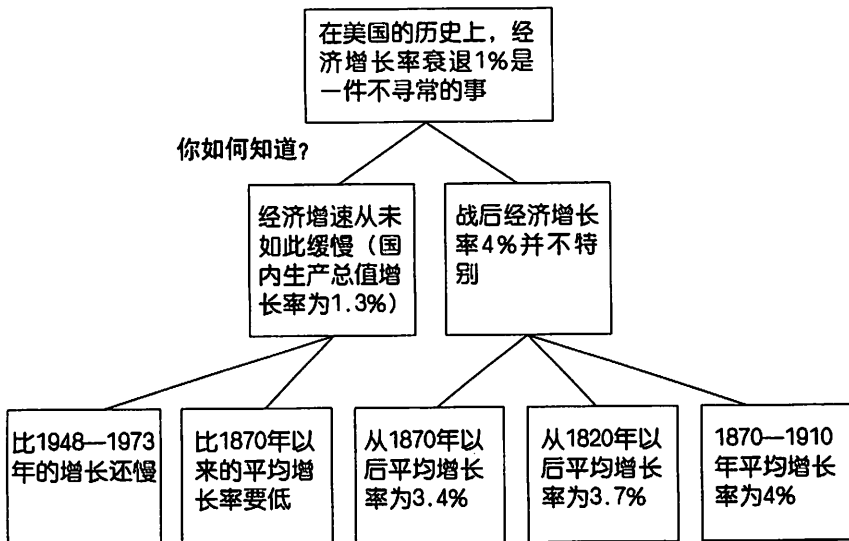 在美国的历史上，经
济增长率衰退1%是
一件不寻常的事
你如何知道？
经济增速从未
如此缓慢（国
内生产总值增
长率为1.3%）
战后经济增长
率4%并不特
别
比1948—1973
年的增长还慢
比1870年以
来的平均增
长率要低
从1870年以
后平均增长
率为3.4%
从1820年以
后平均增长
率为3.7%
1870—1910
年平均增长
率为4%